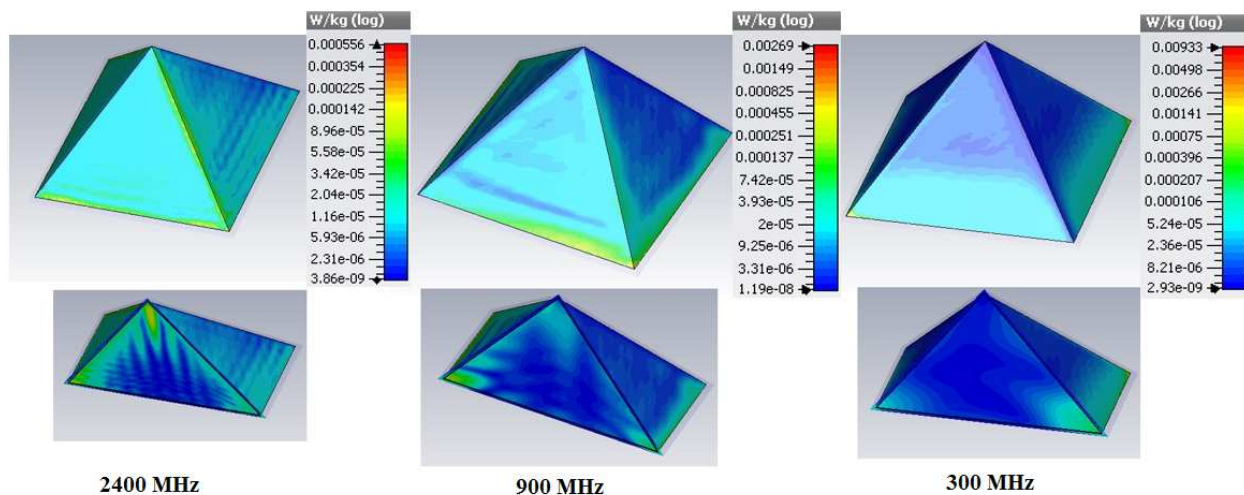 W/kg (log)
0.000556
0.000354
0.000225
0.000142
8.96e-05
5.58e-05
3.42e-05
2.04e-05
1.16e-05
5.93e-06
2.31e-06
3.86e-09
W/kg (log)
0.00269
0.00149
0.000825
0.000455
0.000251
0.000137
7.42e-05
3.93e-05
2e-05
9.25e-06
3.31e-06
1.19e-08
W/kg (log)
0.00933
0.00498
0.00266
0.00141
0.00075
0.000396
0.000207
0.000106
5.24e-05
2.36e-05
8.21e-06
2.93e-09
2400 MHz
900 MHz
300 MHz